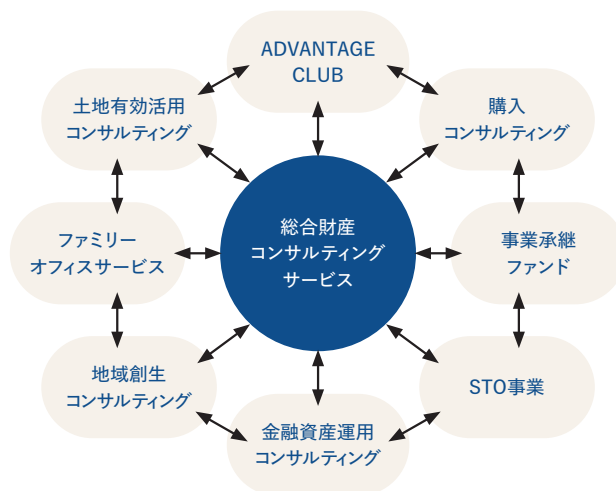 ADVANTAGE
CLUB
土地有効活用
コンサルティング
購入
コンサルティング
総合財産
コンサルティング
サービス
ファミリー
オフィスサービス
事業承継
ファンド
地域創生
コンサルティング
STO事業
金融資産運用
コンサルティング